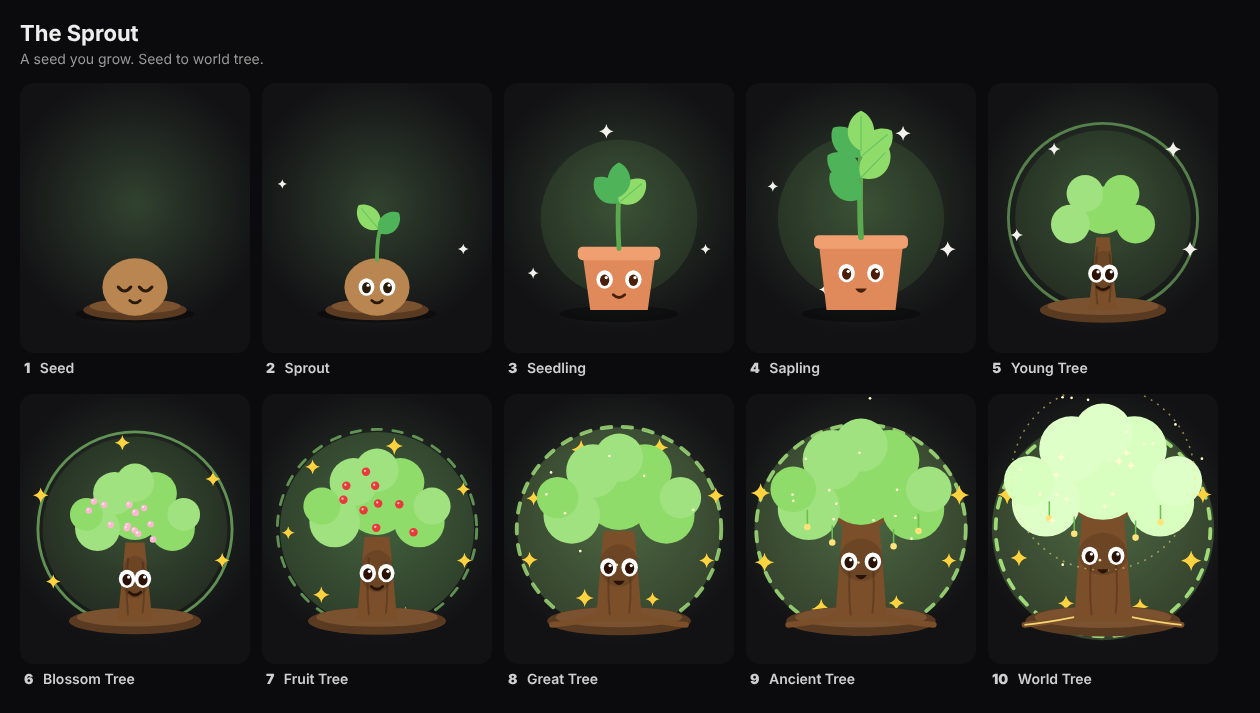 The Sprout
A seed you grow. Seed to world tree.
1 Seed
2 Sprout
3 Seedling
4 Sapling
5 Young Tree
6 Blossom Tree
7 Fruit Tree
8 Great Tree
9 Ancient Tree
10 World Tree